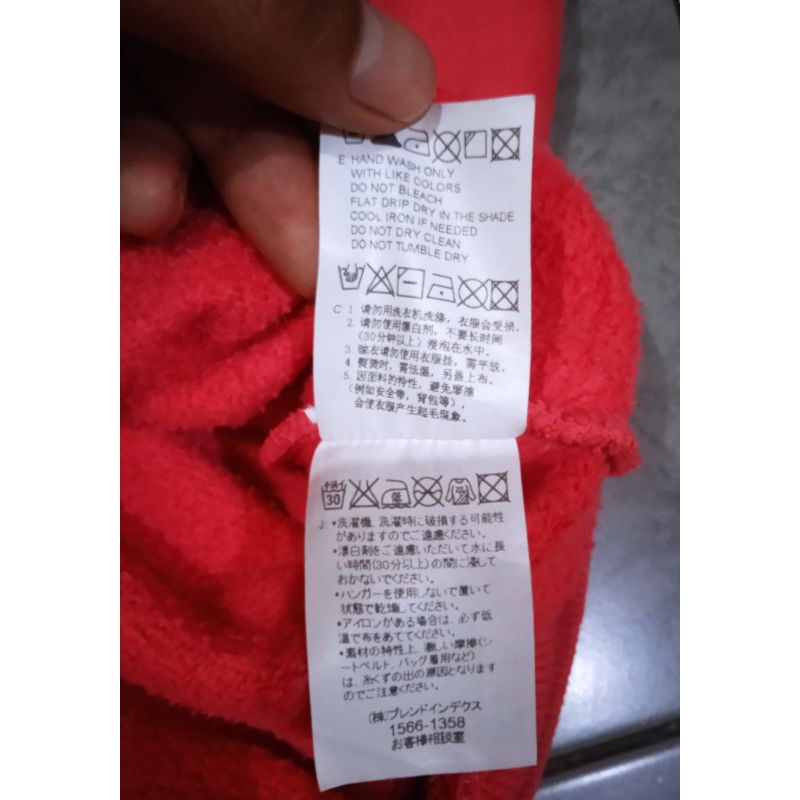 E HAND WASH ONLY
WITH LIKE COLORS
DO NOT BLEACH
FLAT DRIP DRY IN THE SHADE
COOL IRON IF NEEDED
DO NOT DRY CLEAN
DO NOT TUMBLE DRY
C 1. 请勿用洗衣机洗涤，衣服会受损.
2. 请勿使用漂白剂，不要长时间
(30分钟以上) 浸泡在水中。
3. 晾衣请勿使用衣服挂，需平放。
4. 熨烫时，需低温，另盖上布。
5. 因面料的特性，避免摩擦
(例如安全带，背包等)，
会使衣服产生起毛现象。
手洗イ
30
低
J. •洗濯機、洗濯時に破損する可能性
がありますのでご遠慮ください。
•漂白剤をご遠慮いただいて水に長
い時間(30分以上)の間に浸して
おかないでください。
•ハンガーを使用しないで置いて
状態で乾燥してください。
•アイロンがある場合は、必ず低
温で布をあててください。
•素材の特性上、激しい摩擦(シ
ートベルト、バッグ着用など)
は、糸くずの出の原因となります
のでご注意ください。
(株)ブレンドインデクス
1566-1358
お客様相談室